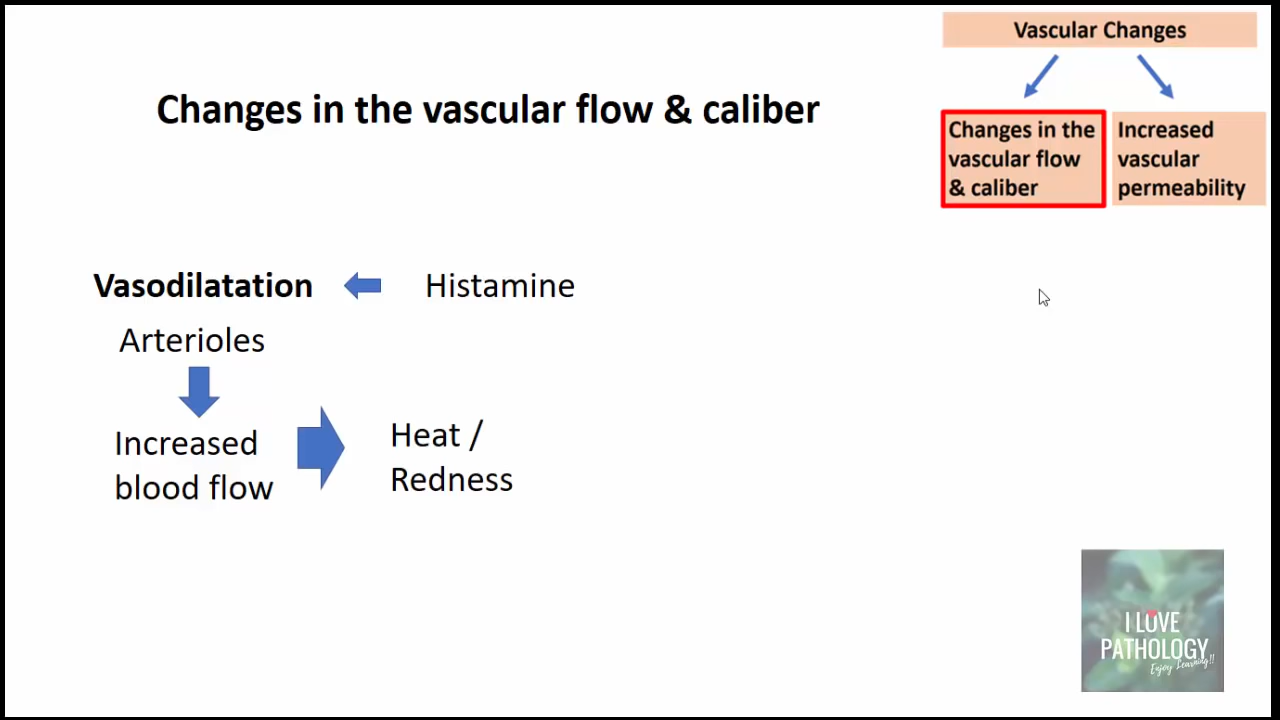 Vascular Changes
Changes in the vascular flow & caliber
Changes in the
vascular flow
& caliber
Increased
vascular
permeability
Vasodilatation
Histamine
Arterioles
Increased
blood flow
Heat /
Redness
I LOVE
PATHOLOGY
Enjoy Learning!!